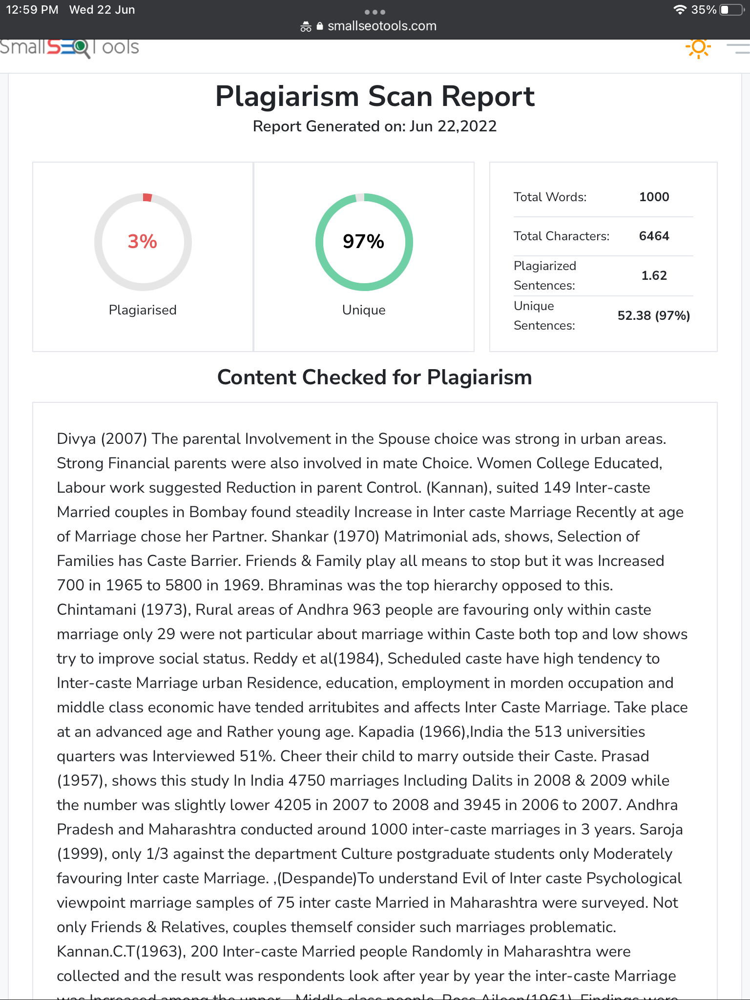 12:59 PM Wed 22 Jun
35%
smallseotools.com
SmallSEOTools
Plagiarism Scan Report
Report Generated on: Jun 22,2022
3%
Plagiarised
97%
Unique
Total Words: 1000
Total Characters: 6464
Plagiarized Sentences: 1.62
Unique Sentences: 52.38 (97%)
Content Checked for Plagiarism
Divya (2007) The parental Involvement in the Spouse choice was strong in urban areas.
Strong Financial parents were also involved in mate Choice. Women College Educated,
Labour work suggested Reduction in parent Control. (Kannan), suited 149 Inter-caste
Married couples in Bombay found steadily Increase in Inter caste Marriage Recently at age
of Marriage chose her Partner. Shankar (1970) Matrimonial ads, shows, Selection of
Families has Caste Barrier. Friends & Family play all means to stop but it was Increased
700 in 1965 to 5800 in 1969. Bhraminas was the top hierarchy opposed to this.
Chintamani (1973), Rural areas of Andhra 963 people are favouring only within caste
marriage only 29 were not particular about marriage within Caste both top and low shows
try to improve social status. Reddy et al(1984), Scheduled caste have high tendency to
Inter-caste Marriage urban Residence, education, employment in morden occupation and
middle class economic have tended arritubites and affects Inter Caste Marriage. Take place
at an advanced age and Rather young age. Kapadia (1966),India the 513 universities
quarters was Interviewed 51%. Cheer their child to marry outside their Caste. Prasad
(1957), shows this study In India 4750 marriages Including Dalits in 2008 & 2009 while
the number was slightly lower 4205 in 2007 to 2008 and 3945 in 2006 to 2007. Andhra
Pradesh and Maharashtra conducted around 1000 inter-caste marriages in 3 years. Saroja
(1999), only 1/3 against the department Culture postgraduate students only Moderately
favouring Inter caste Marriage. ,(Despande)To understand Evil of Inter caste Psychological
viewpoint marriage samples of 75 inter caste Married in Maharashtra were surveyed. Not
only Friends & Relatives, couples themself consider such marriages problematic.
Kannan.C.T(1963), 200 Inter-caste Married people Randomly in Maharashtra were
collected and the result was respondents look after year by year the inter-caste Marriage
was Increased among the upper - Middle class people. Ross Aileen(1961), Findings were